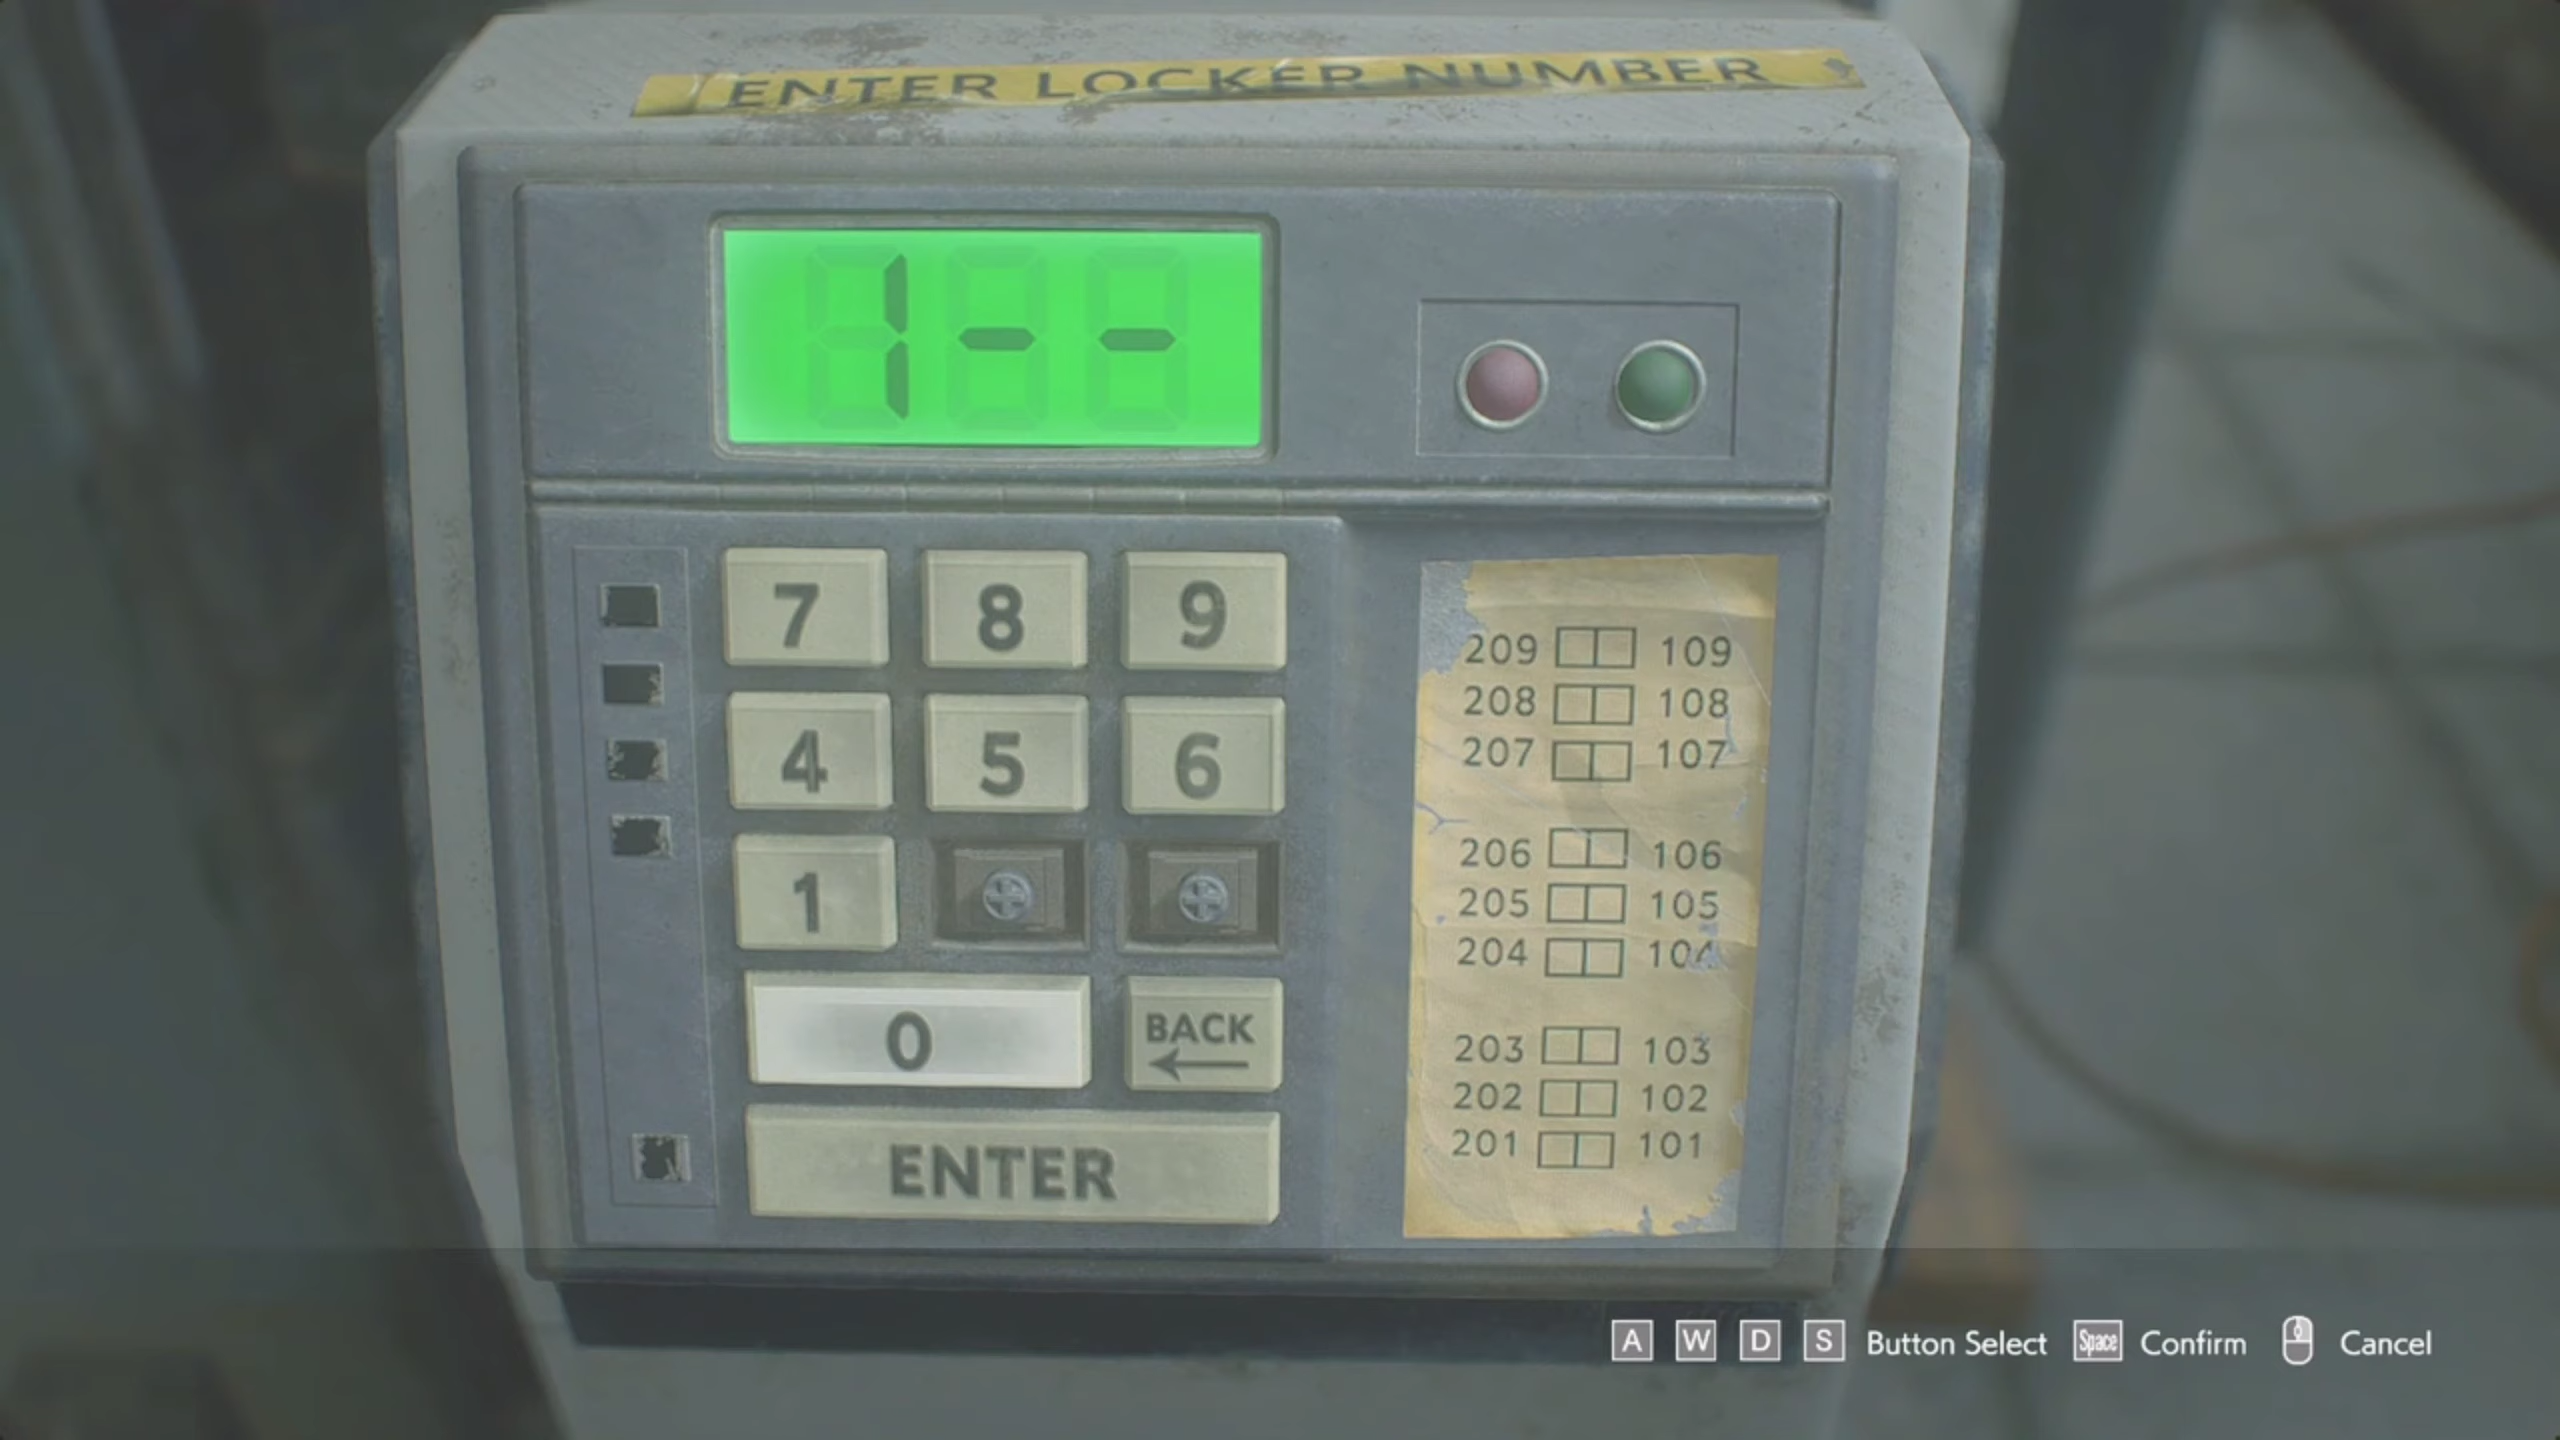 ENTER LOCKER NUMBER
1--
7 8 9
4 5 6
1
0 BACK
ENTER
209 109
208 108
207 107
206 106
205 105
204 104
203 103
202 102
201 101
A W D S Button Select Space Confirm Cancel